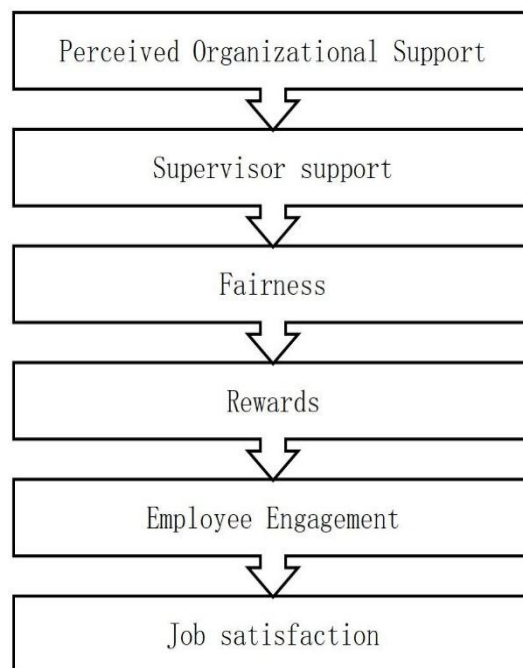 Perceived Organizational Support
Supervisor support
Fairness
Rewards
Employee Engagement
Job satisfaction